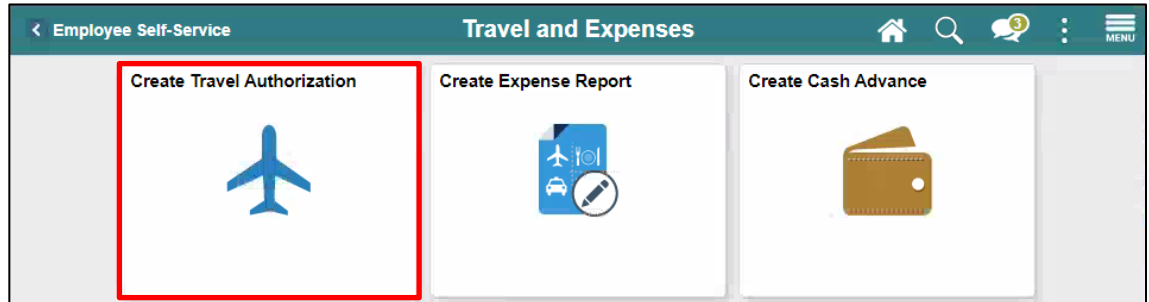 Employee Self-Service
Travel and Expenses
3
MENU
Create Travel Authorization
Create Expense Report
Create Cash Advance